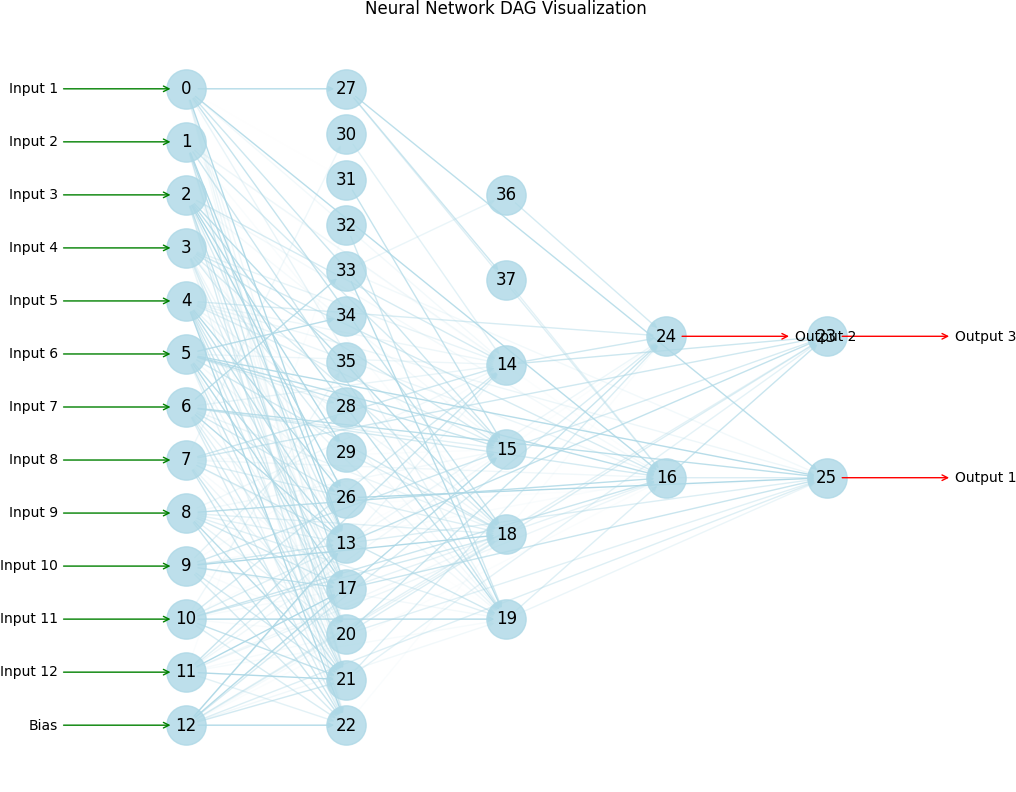 Neural Network DAG Visualization
Input 1 0 27
30
Input 2 1
31
Input 3 2 36
32
Input 4 3
33
37
Input 5 4
34
24 Output 2 23 Output 3
Input 6 5
35
14
Input 7 6 28
15
29
Input 8 7
16 25 Output 1
26
Input 9 8
18
13
Input 10 9
17
Input 11 10 19
20
Input 12 11
21
Bias 12 22